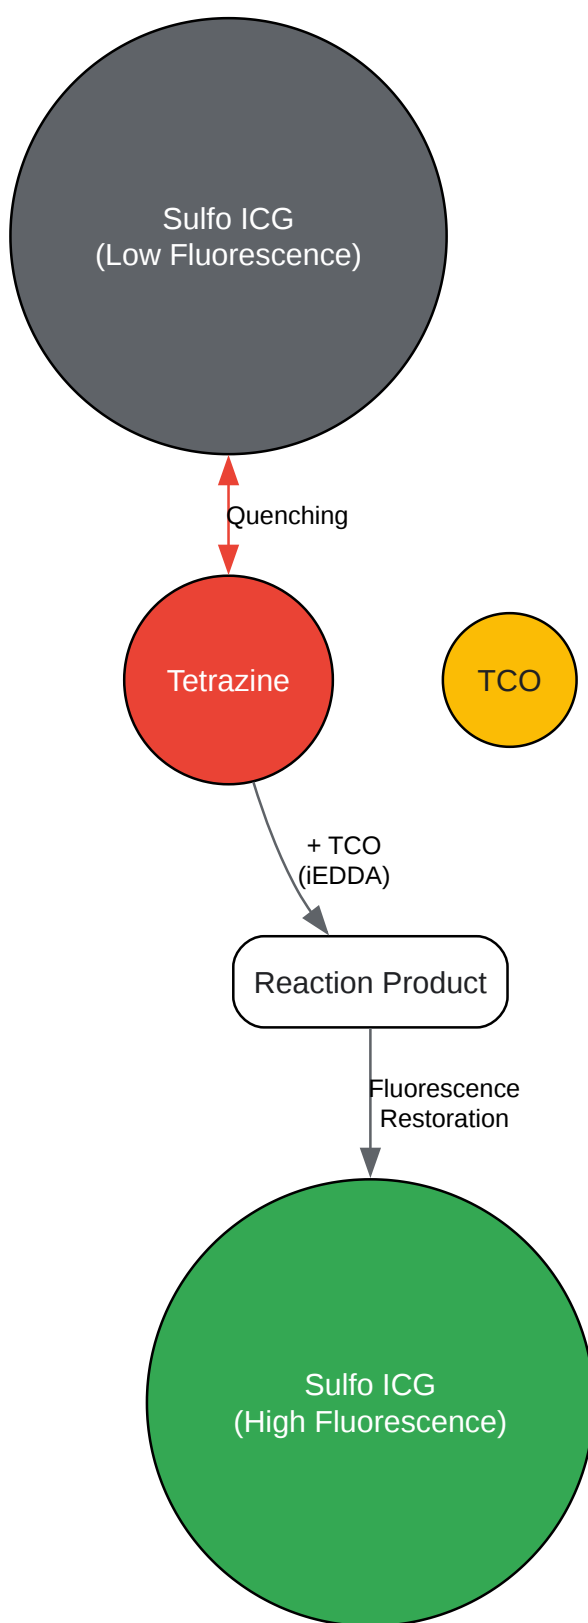 Sulfo ICG
(Low Fluorescence)
Quenching
Tetrazine
TCO
+ TCO
(iEDDA)
Reaction Product
Fluorescence
Restoration
Sulfo ICG
(High Fluorescence)